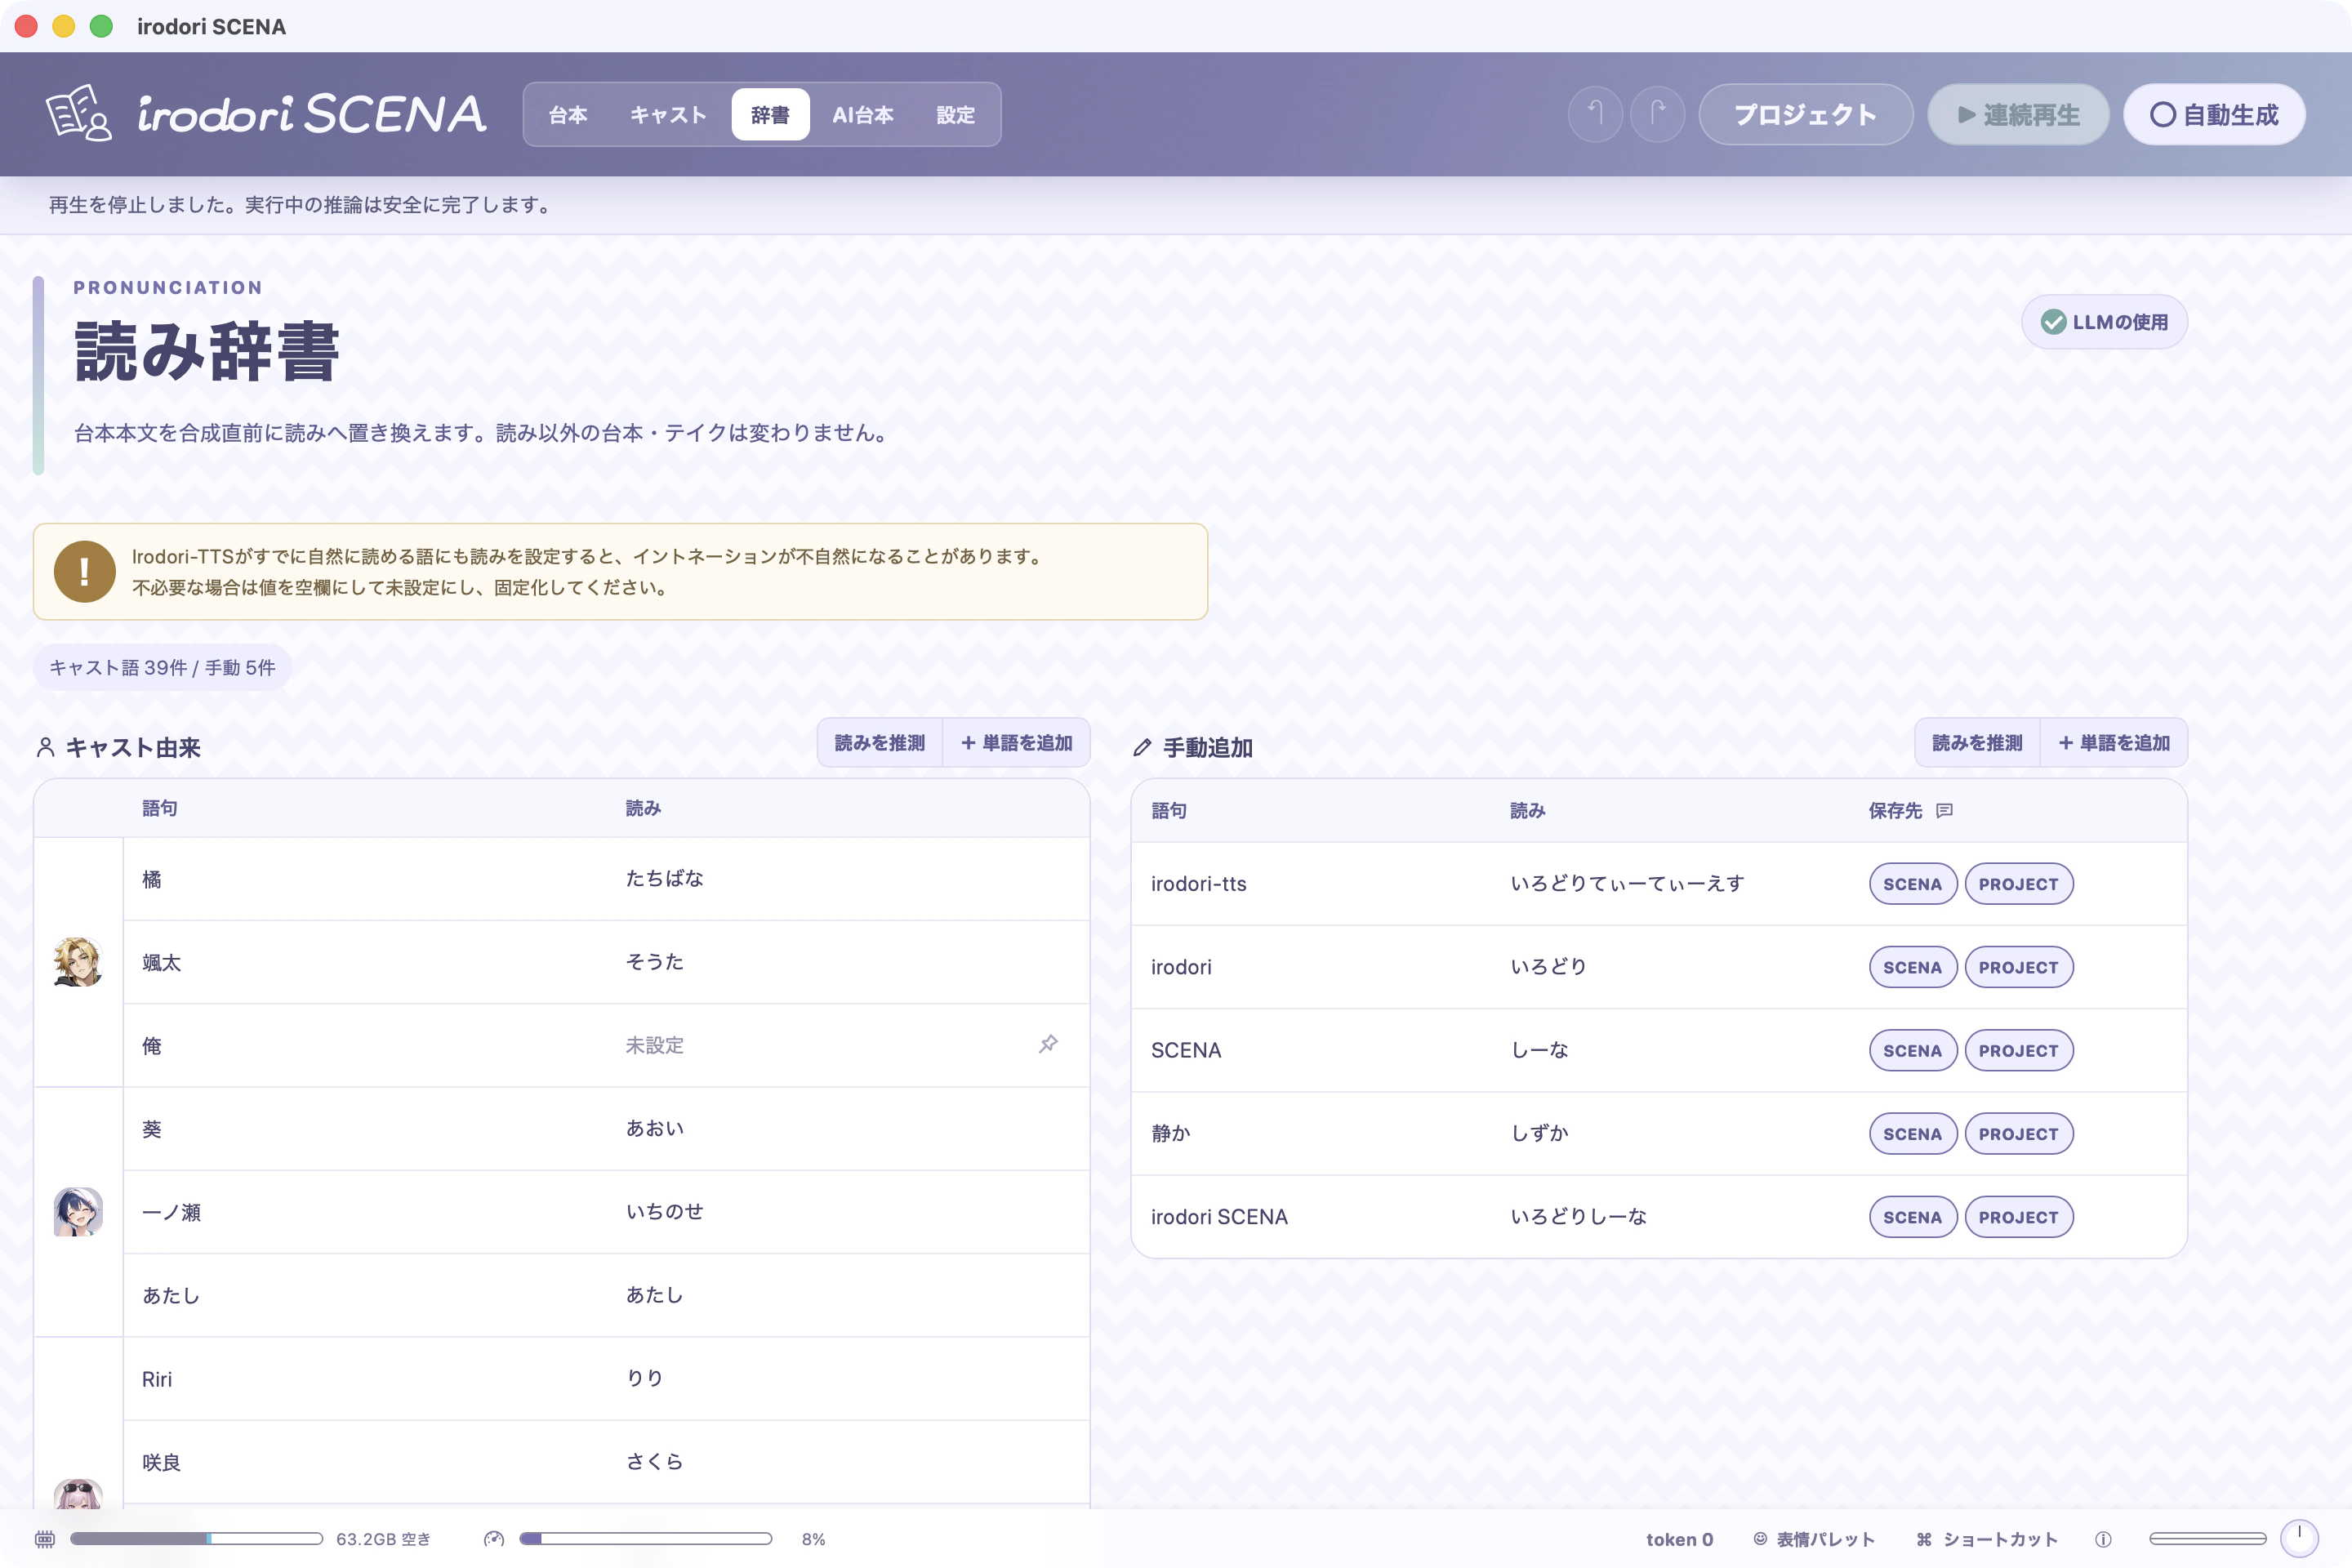 irodori SCENA
irodori SCENA
台本 キャスト 辞書 AI台本 設定
プロジェクト
連続再生
自動生成
再生を停止しました。実行中の推論は安全に完了します。
PRONUNCIATION
読み辞書
LLMの使用
台本本文を合成直前に読みへ置き換えます。読み以外の台本・テイクは変わりません。
!
Irodori-TTSがすでに自然に読める語にも読みを設定すると、イントネーションが不自然になることがあります。
不必要な場合は値を空欄にして未設定にし、固定化してください。
キャスト語 39件 / 手動 5件
キャスト由来
読みを推測 + 単語を追加
語句 読み
橘 たちばな
颯太 そうた
俺 未設定
葵 あおい
一ノ瀬 いちのせ
あたし あたし
Riri りり
咲良 さくら
手動追加
読みを推測 + 単語を追加
語句 読み 保存先
irodori-tts いろどりてぃーてぃーえす SCENA PROJECT
irodori いろどり SCENA PROJECT
SCENA しーな SCENA PROJECT
静か しずか SCENA PROJECT
irodori SCENA いろどりしーな SCENA PROJECT
63.2GB 空き
8%
token 0
表情パレット
⌘ ショートカット